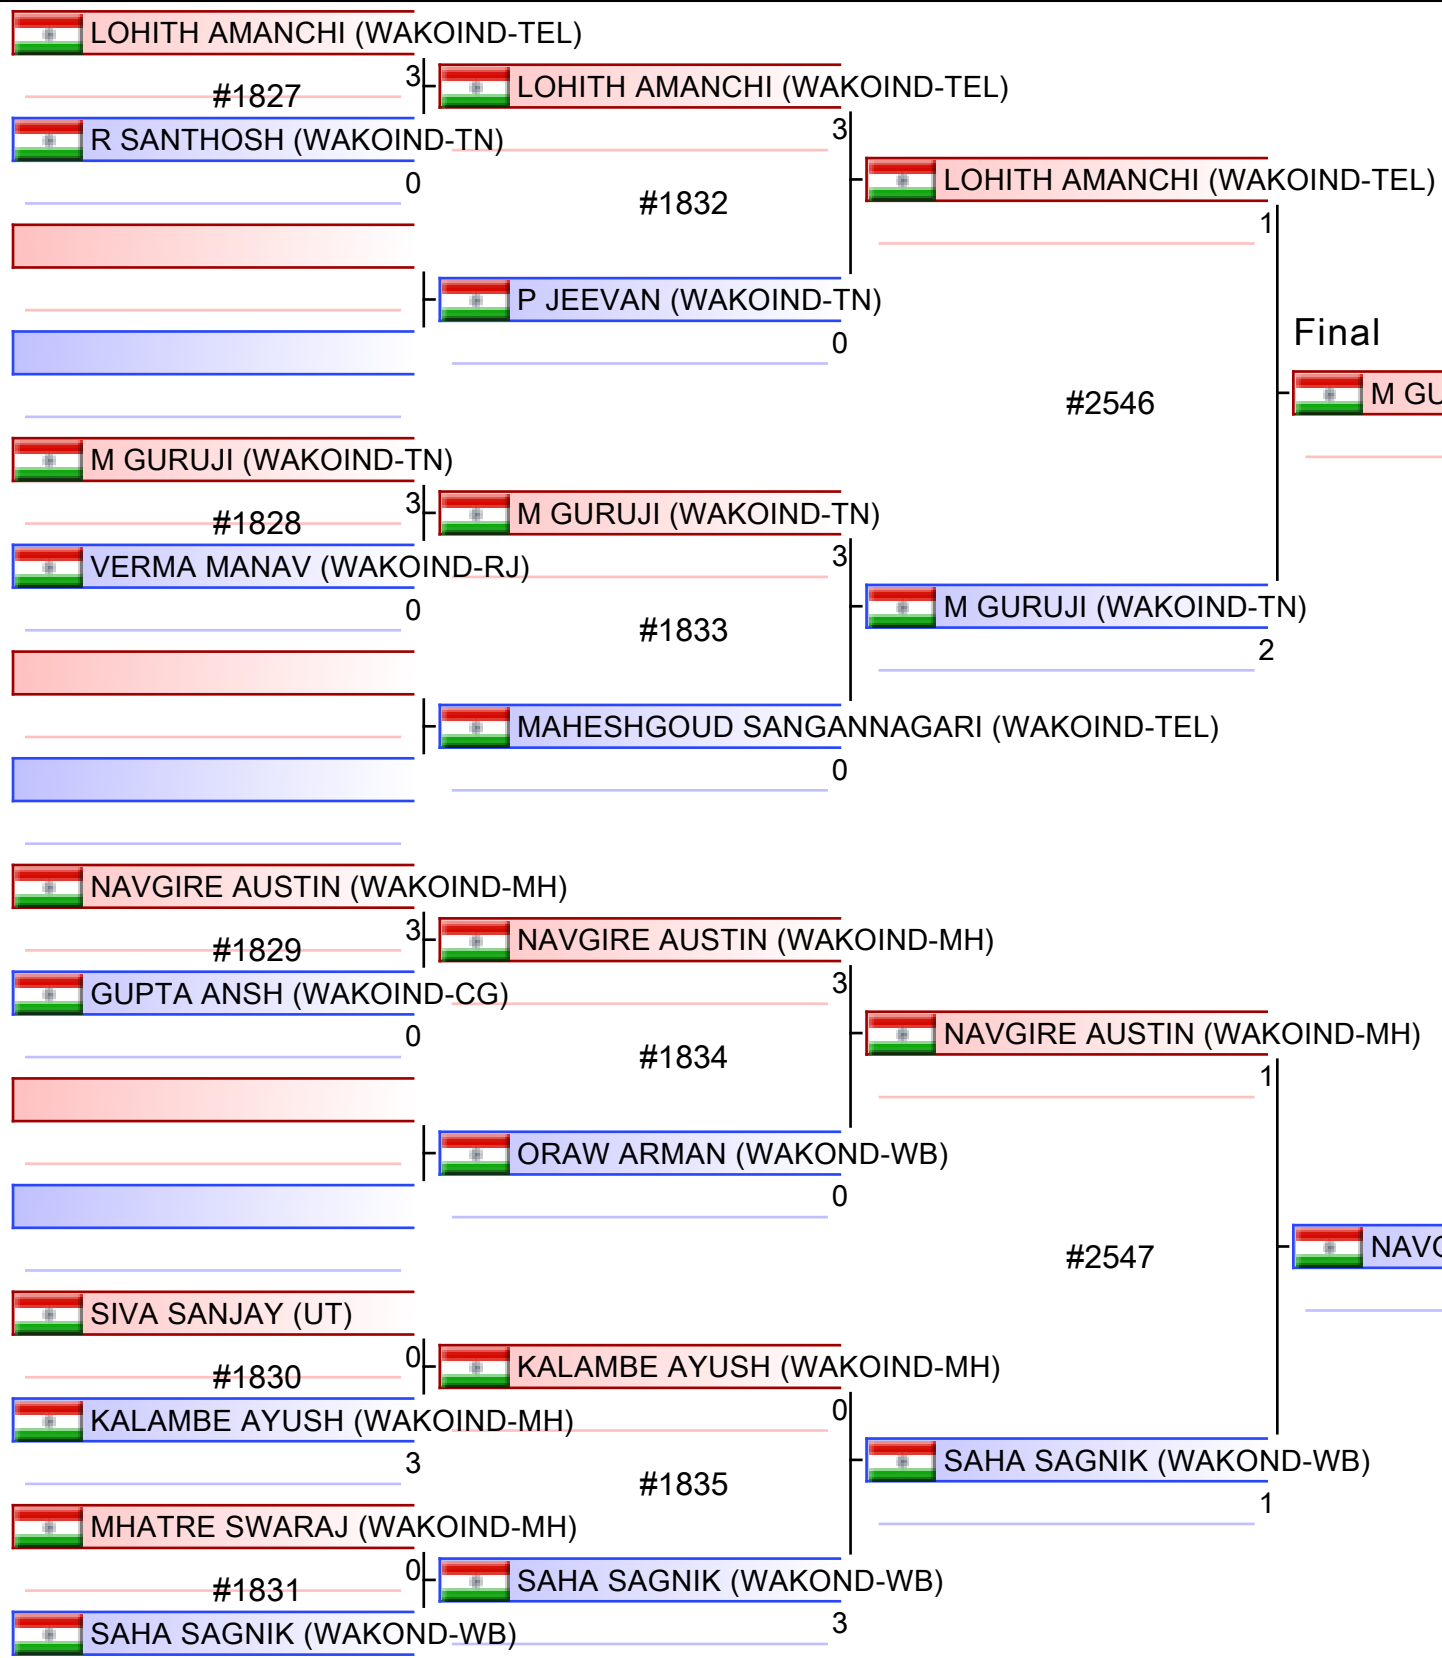 LOHITH AMANCHI (WAKOIND-TEL)
3
#1827
R SANTHOSH (WAKOIND-TN)
0
M GURUJI (WAKOIND-TN)
3
#1828
VERMA MANAV (WAKOIND-RJ)
0
NAVGIRE AUSTIN (WAKOIND-MH)
3
#1829
GUPTA ANSH (WAKOIND-CG)
0
SIVA SANJAY (UT)
0
#1830
KALAMBE AYUSH (WAKOIND-MH)
3
MHATRE SWARAJ (WAKOIND-MH)
0
#1831
SAHA SAGNIK (WAKOND-WB)
LOHITH AMANCHI (WAKOIND-TEL)
3
#1832
P JEEVAN (WAKOIND-TN)
0
M GURUJI (WAKOIND-TN)
3
#1833
MAHESHGOUD SANGANNAGARI (WAKOIND-TEL)
0
NAVGIRE AUSTIN (WAKOIND-MH)
3
#1834
ORAW ARMAN (WAKOND-WB)
0
KALAMBE AYUSH (WAKOIND-MH)
0
#1835
SAHA SAGNIK (WAKOND-WB)
3
LOHITH AMANCHI (WAKOIND-TEL)
1
#2546
M GURUJI (WAKOIND-TN)
2
NAVGIRE AUSTIN (WAKOIND-MH)
1
#2547
SAHA SAGNIK (WAKOND-WB)
1
Final
M GU
NAVG